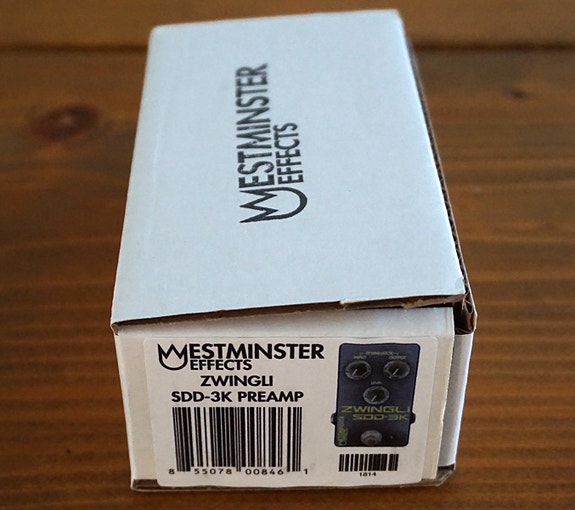 WESTMINSTER
EFFECTS
WESTMINSTER
EFFECTS
ZWINGLI
SDD-3K PREAMP
8 55078 00846 1
ZWINGLI
SDD-3K
1814